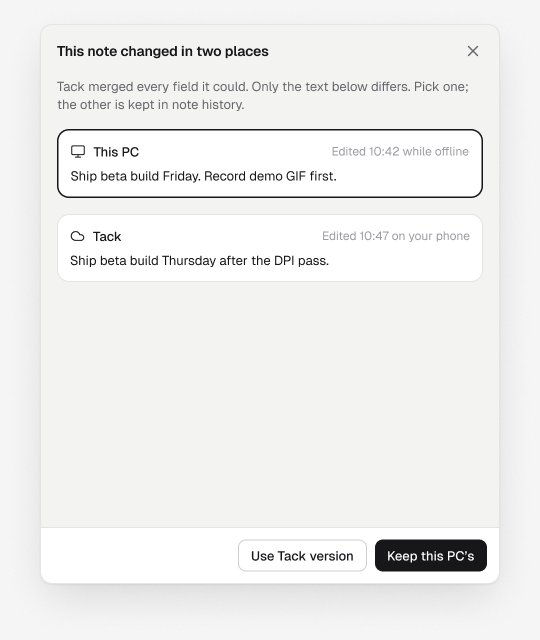 This note changed in two places
Tack merged every field it could. Only the text below differs. Pick one;
the other is kept in note history.
This PC
Edited 10:42 while offline
Ship beta build Friday. Record demo GIF first.
Tack
Edited 10:47 on your phone
Ship beta build Thursday after the DPI pass.
Use Tack version
Keep this PC's